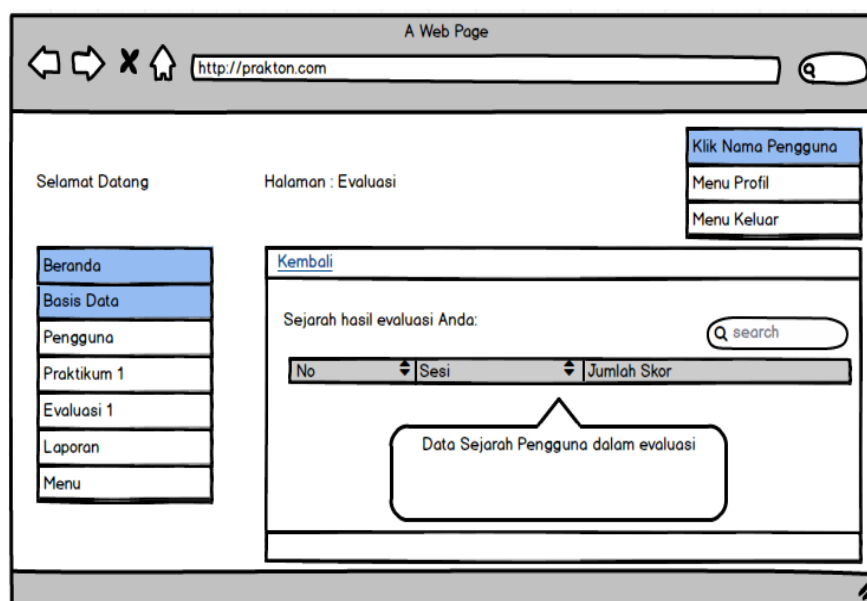 A Web Page
http://prakton.com
Klik Nama Pengguna
Menu Profil
Menu Keluar
Selamat Datang
Halaman : Evaluasi
Beranda
Basis Data
Pengguna
Praktikum 1
Evaluasi 1
Laporan
Menu
Kembali
Sejarah hasil evaluasi Anda:
search
No Sesi Jumlah Skor
Data Sejarah Pengguna dalam evaluasi